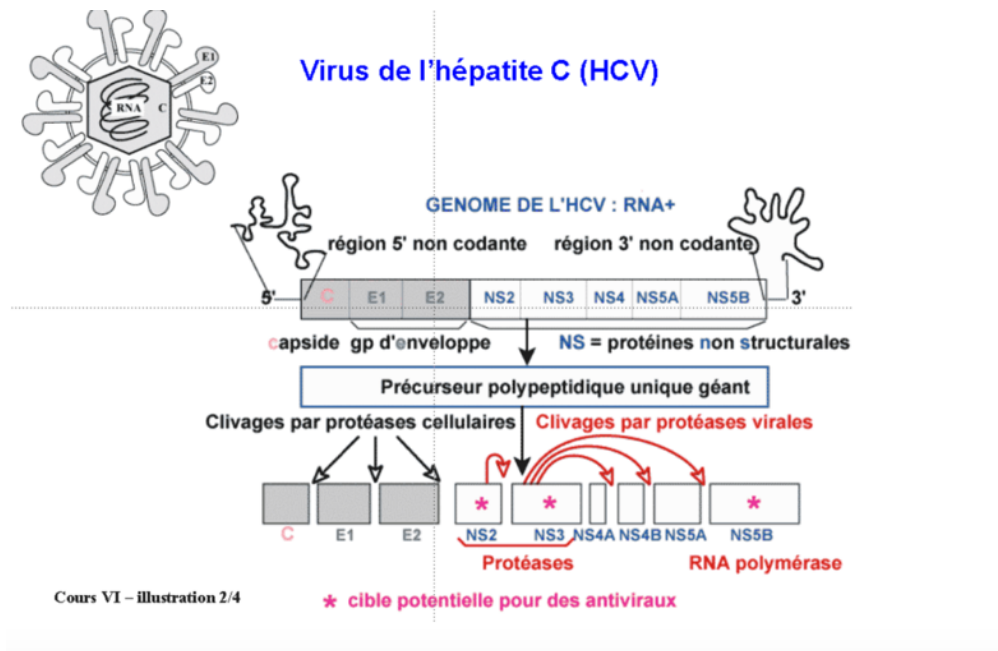 E1
Virus de l'hépatite C (HCV)
E2
RNA C
GENOME DE L'HCV : RNA+
région 5' non codante région 3' non codante
5' C E1 E2 NS2 NS3 NS4 NS5A NS5B 3'
capside gp d'enveloppe NS = protéines non structurales
Précurseur polypeptidique unique géant
Clivages par protéases cellulaires Clivages par protéases virales
* * *
C E1 E2 NS2 NS3 NS4A NS4B NS5A NS5B
Protéases RNA polymérase
Cours VI – illustration 2/4
* cible potentielle pour des antiviraux